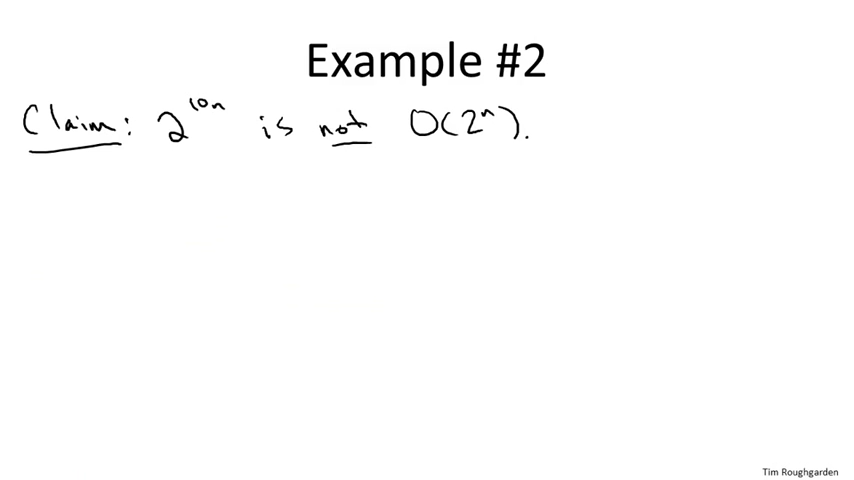 Example #2
Claim: 2^{10n} is not O(2^n).
Tim Roughgarden